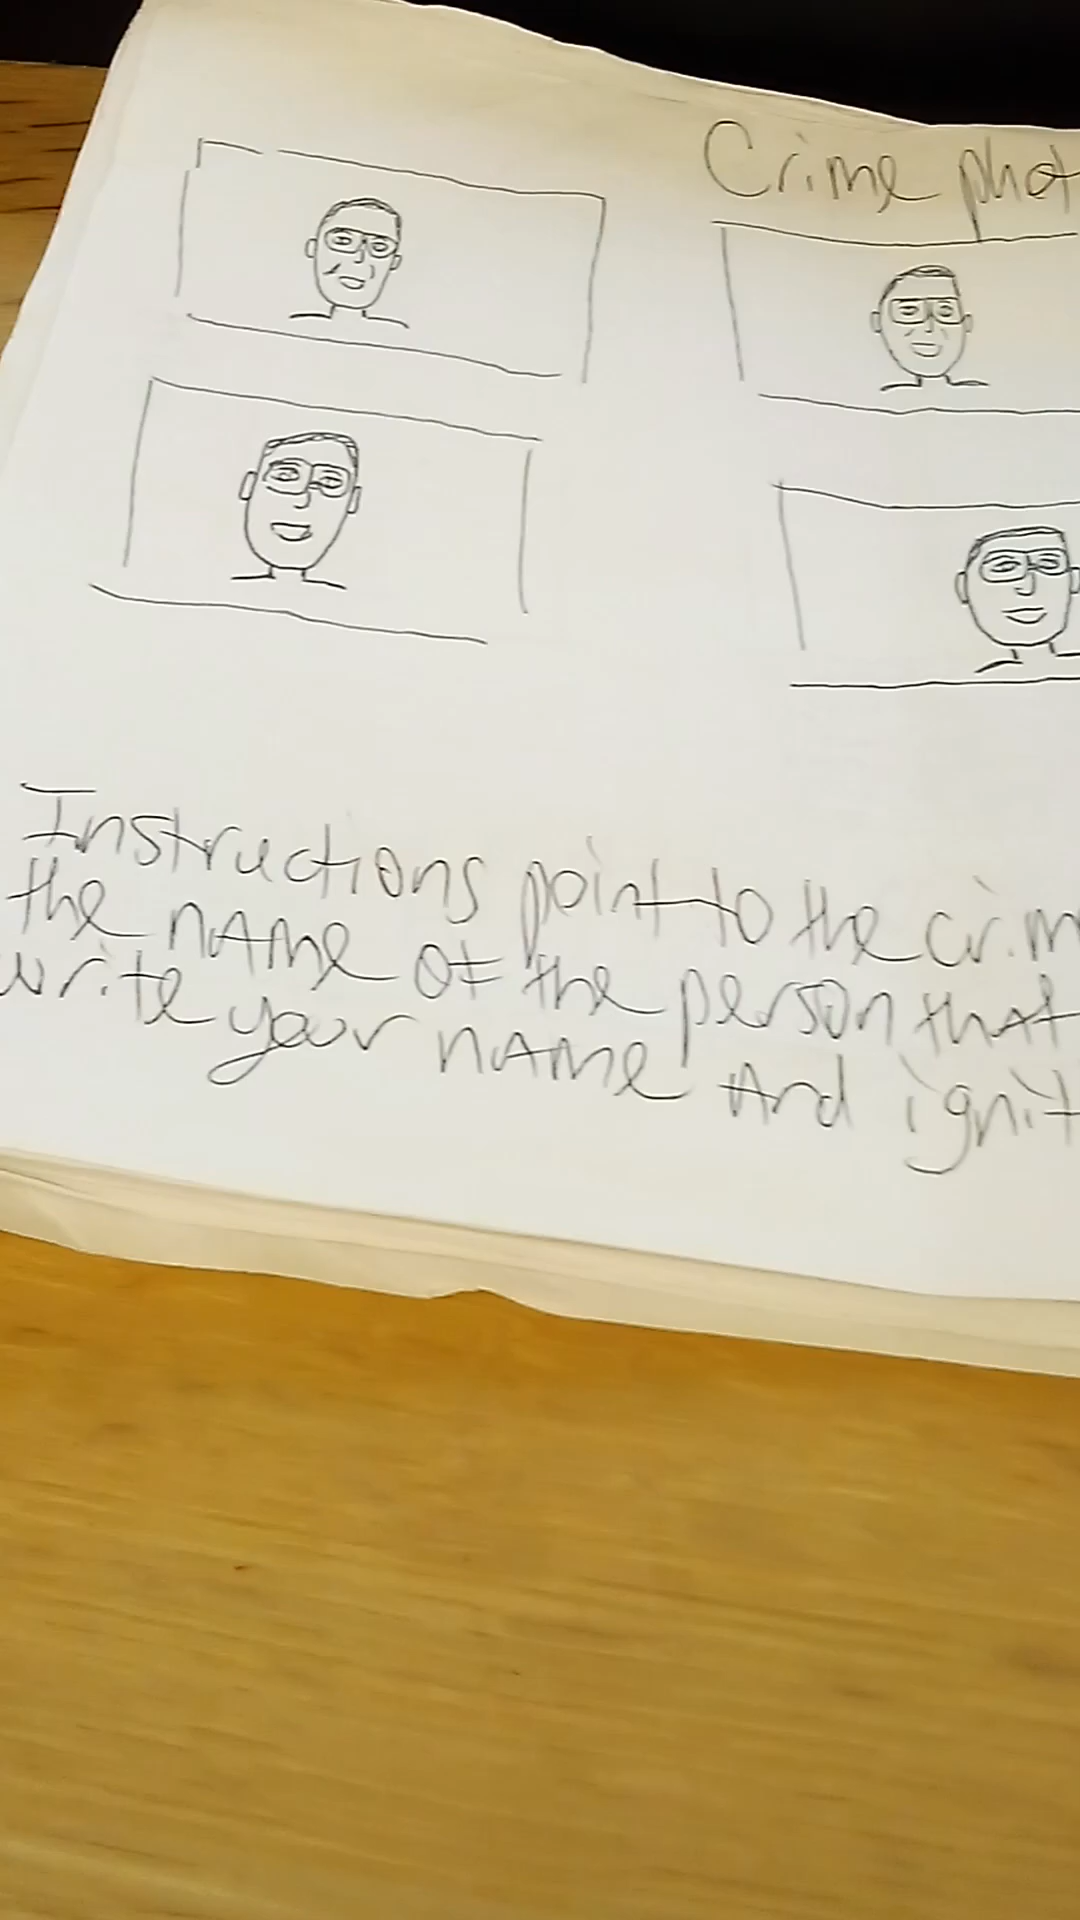 Crime phot
Instructions point to the crim
the name of the person that
write your name And ignit